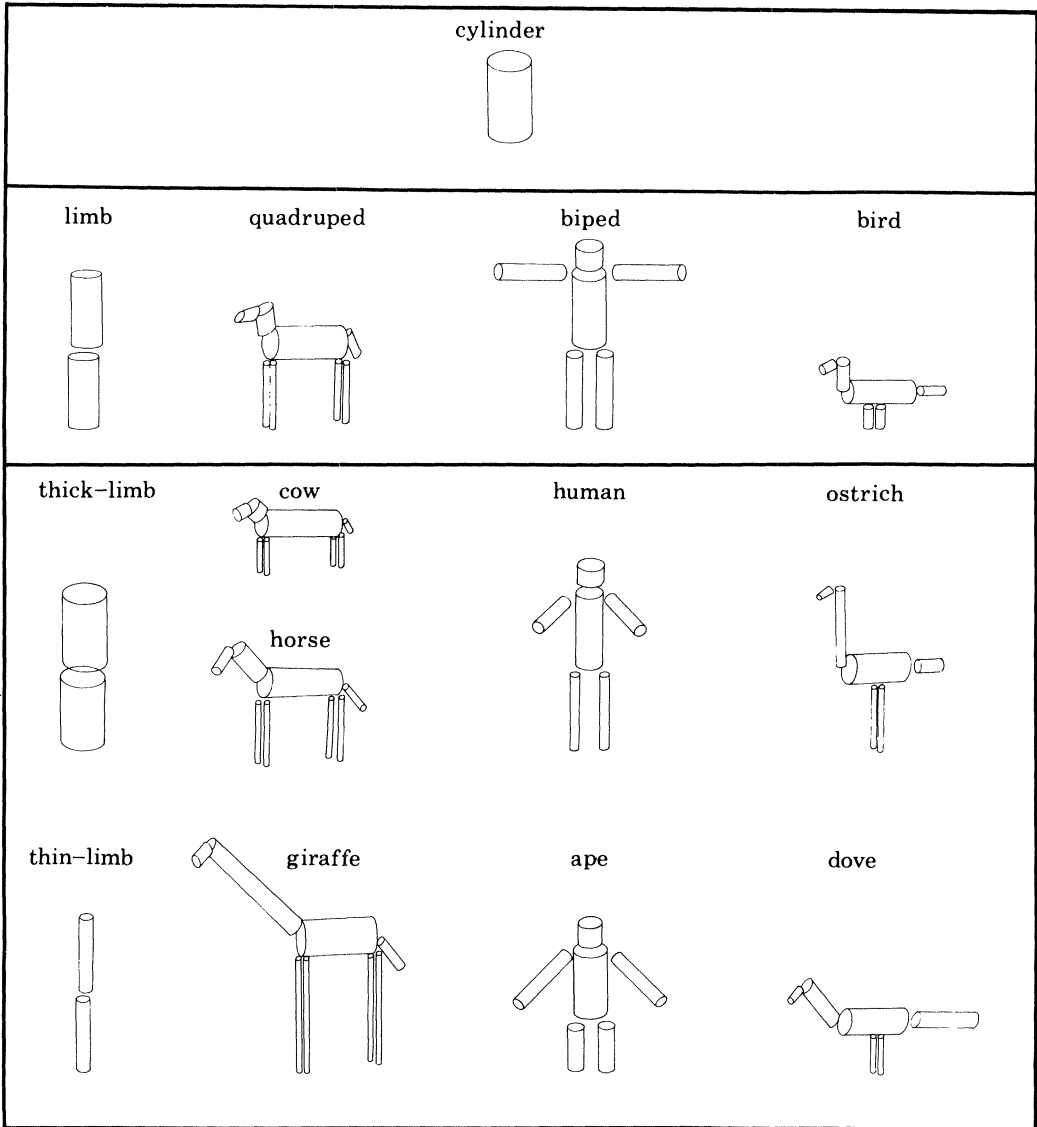 cylinder
limb quadruped biped bird
thick–limb cow human ostrich
horse
thin–limb giraffe ape dove